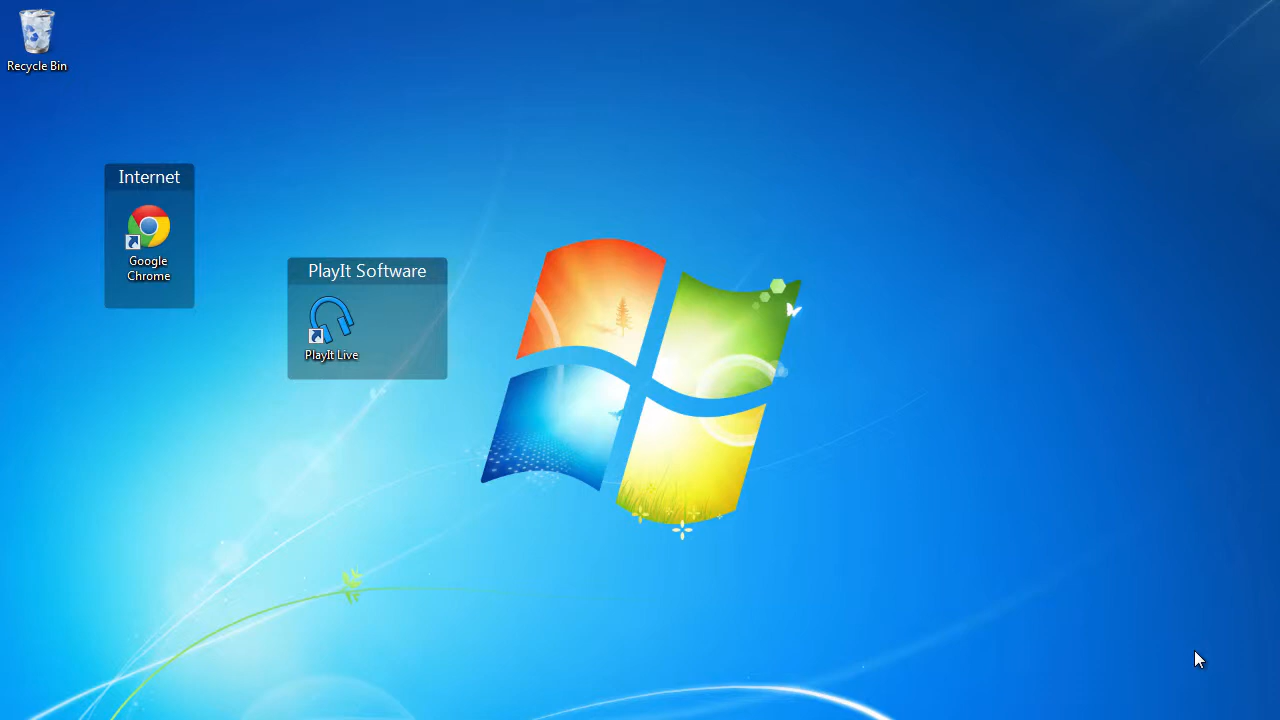 Recycle Bin
Internet
Google
Chrome
PlayIt Software
PlayIt Live